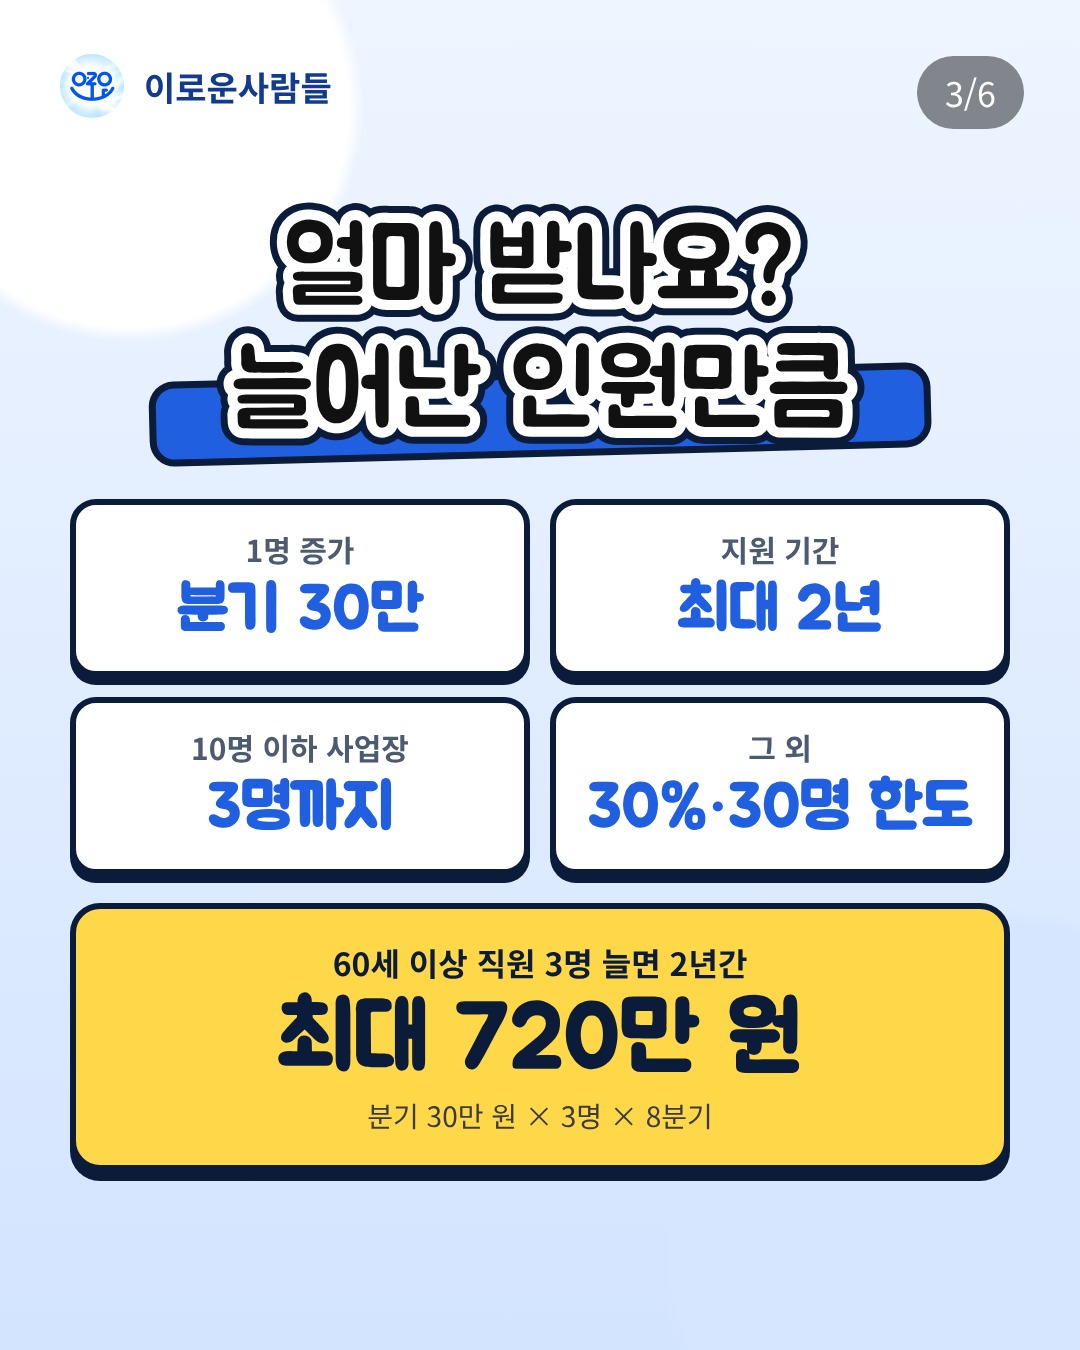 이로운사람들
3/6
얼마 받나요?
늘어난 인원만큼
1명 증가
분기 30만
지원 기간
최대 2년
10명 이하 사업장
3명까지
그 외
30%·30명 한도
60세 이상 직원 3명 늘면 2년간
최대 720만 원
분기 30만 원 × 3명 × 8분기